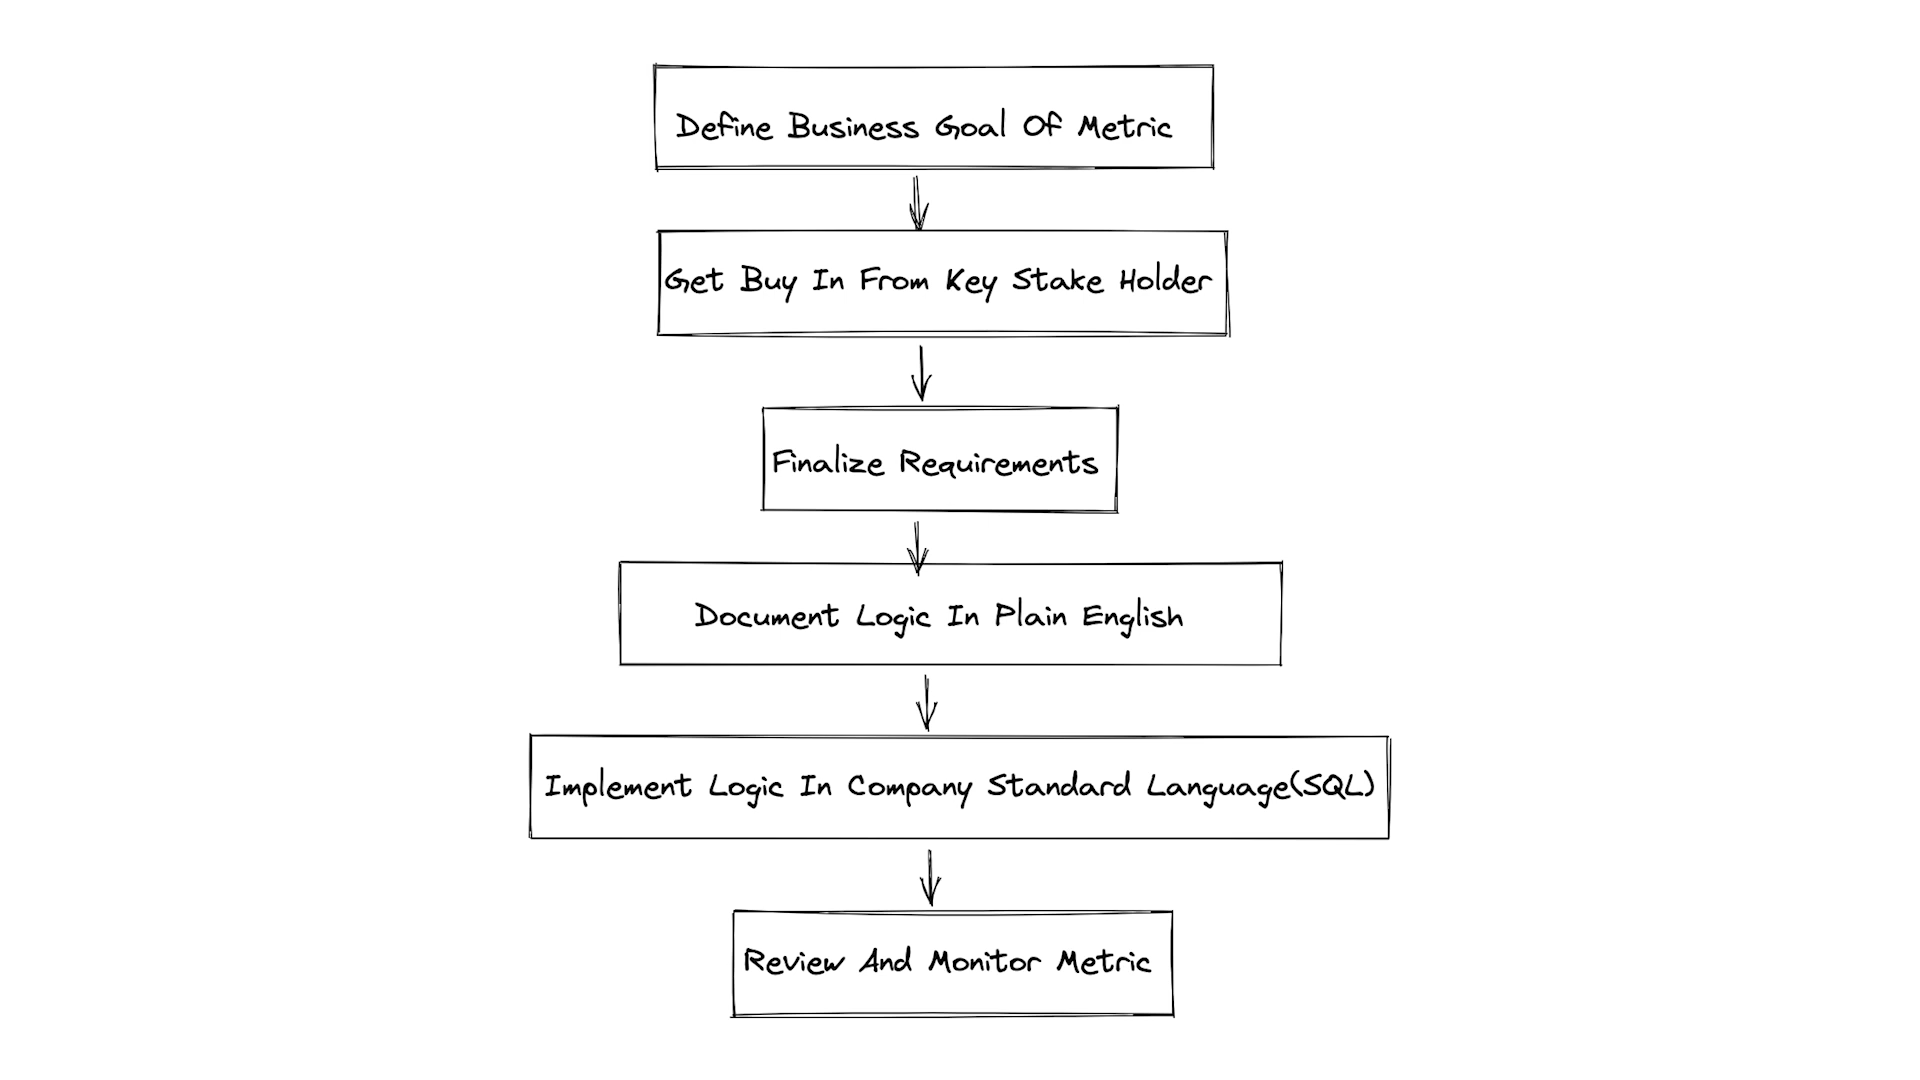 Define Business Goal Of Metric
Get Buy In From Key Stake Holder
Finalize Requirements
Document Logic In Plain English
Implement Logic In Company Standard Language(SQL)
Review And Monitor Metric